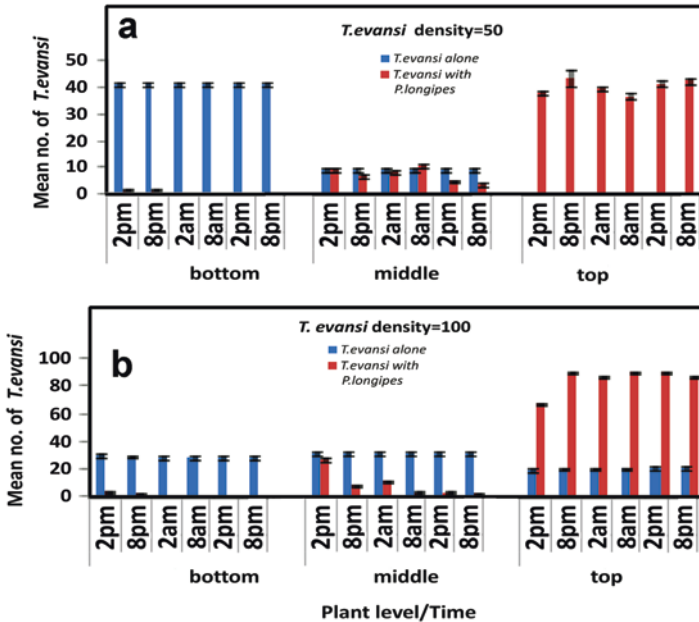 a
T.evansi density=50
T.evansi alone
T.evansi with
P.longipes
Mean no. of T.evansi
50
40
30
20
10
0
2pm 8pm 2am 8am 2pm 8pm 2pm 8pm 2am 8am 2pm 8pm 2pm 8pm 2am 8am 2pm 8pm
bottom middle top
b
T. evansi density=100
T.evansi alone
T.evansi with
P.longipes
Mean no. of T.evansi
100
80
60
40
20
0
2pm 8pm 2am 8am 2pm 8pm 2pm 8pm 2am 8am 2pm 8pm 2pm 8pm 2am 8am 2pm 8pm
bottom middle top
Plant level/Time